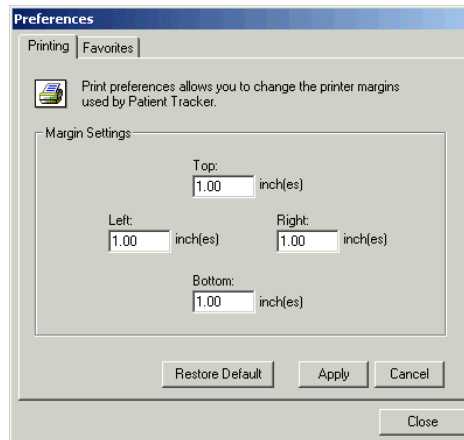 Preferences
Printing Favorites
Print preferences allows you to change the printer margins
used by Patient Tracker.
Margin Settings
Top:
1.00 inch(es)
Left: Right:
1.00 inch(es) 1.00 inch(es)
Bottom:
1.00 inch(es)
Restore Default Apply Cancel
Close